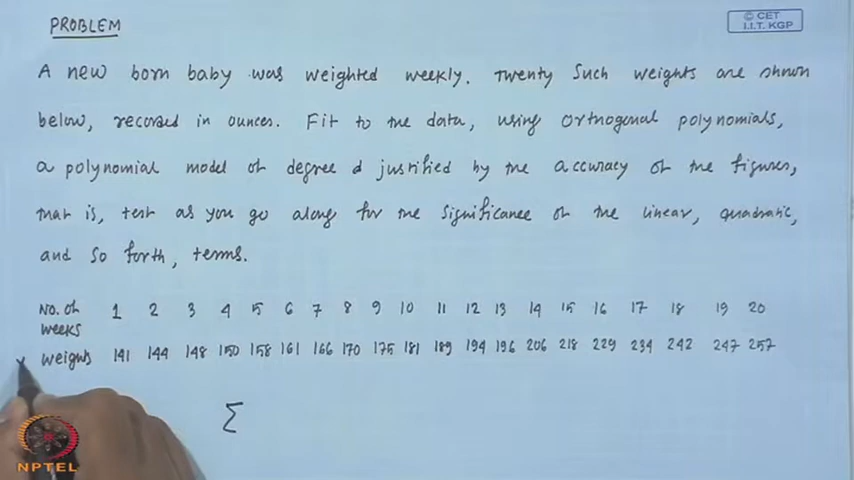 PROBLEM
© CET
I.I.T. KGP
A new born baby was weighted weekly. Twenty Such weights are shown
below, recorded in ounces. Fit to the data, using orthogonal polynomials,
a polynomial model of degree d justified by the accuracy of the figures,
that is, test as you go along for the significance of the linear, quadratic,
and so forth, terms.
No. of weeks 1 2 3 4 5 6 7 8 9 10 11 12 13 14 15 16 17 18 19 20
weights 141 144 148 150 158 161 166 170 175 181 189 194 196 206 218 229 234 242 247 257
Σ
NPTEL